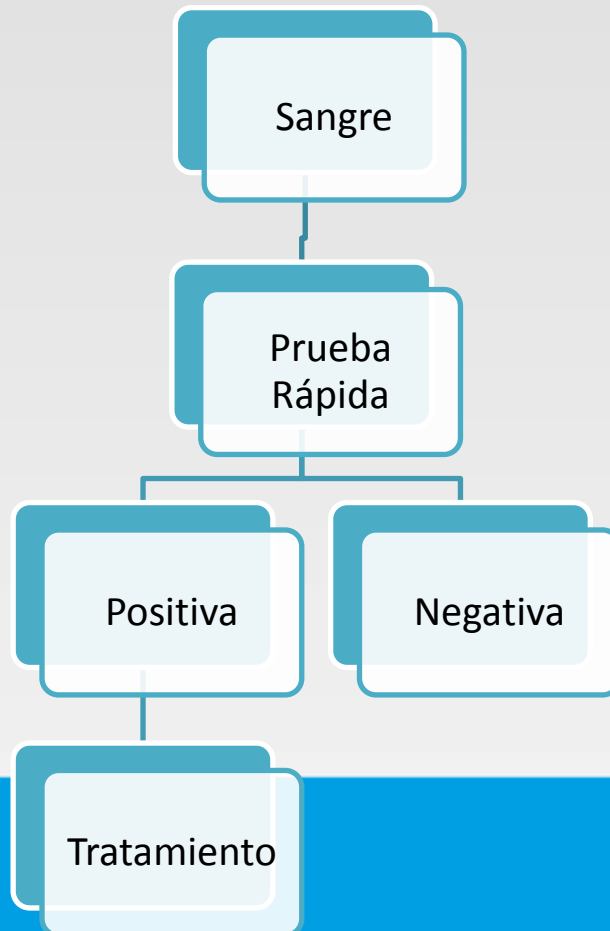 Sangre
Prueba
Rápida
Positiva
Negativa
Tratamiento